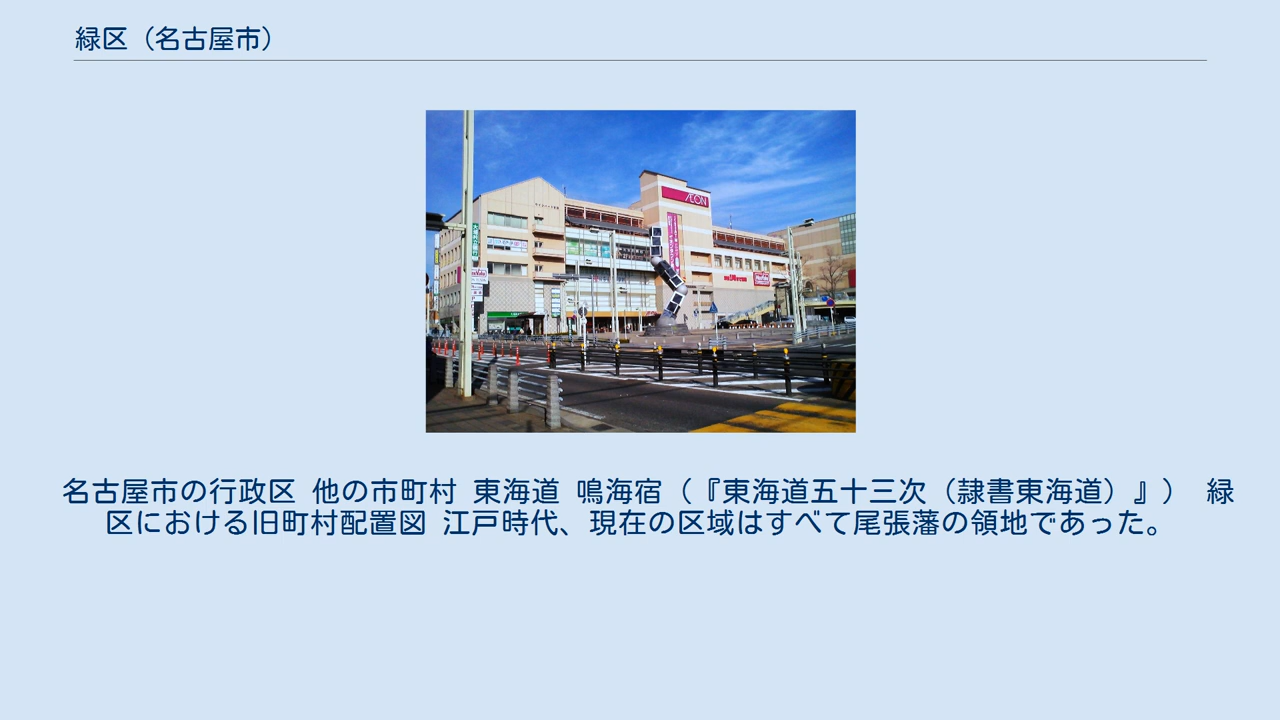 緑区（名古屋市）
ÆON
名古屋市の行政区 他の市町村 東海道 鳴海宿（『東海道五十三次（隷書東海道）』） 緑
区における旧町村配置図 江戸時代、現在の区域はすべて尾張藩の領地であった。